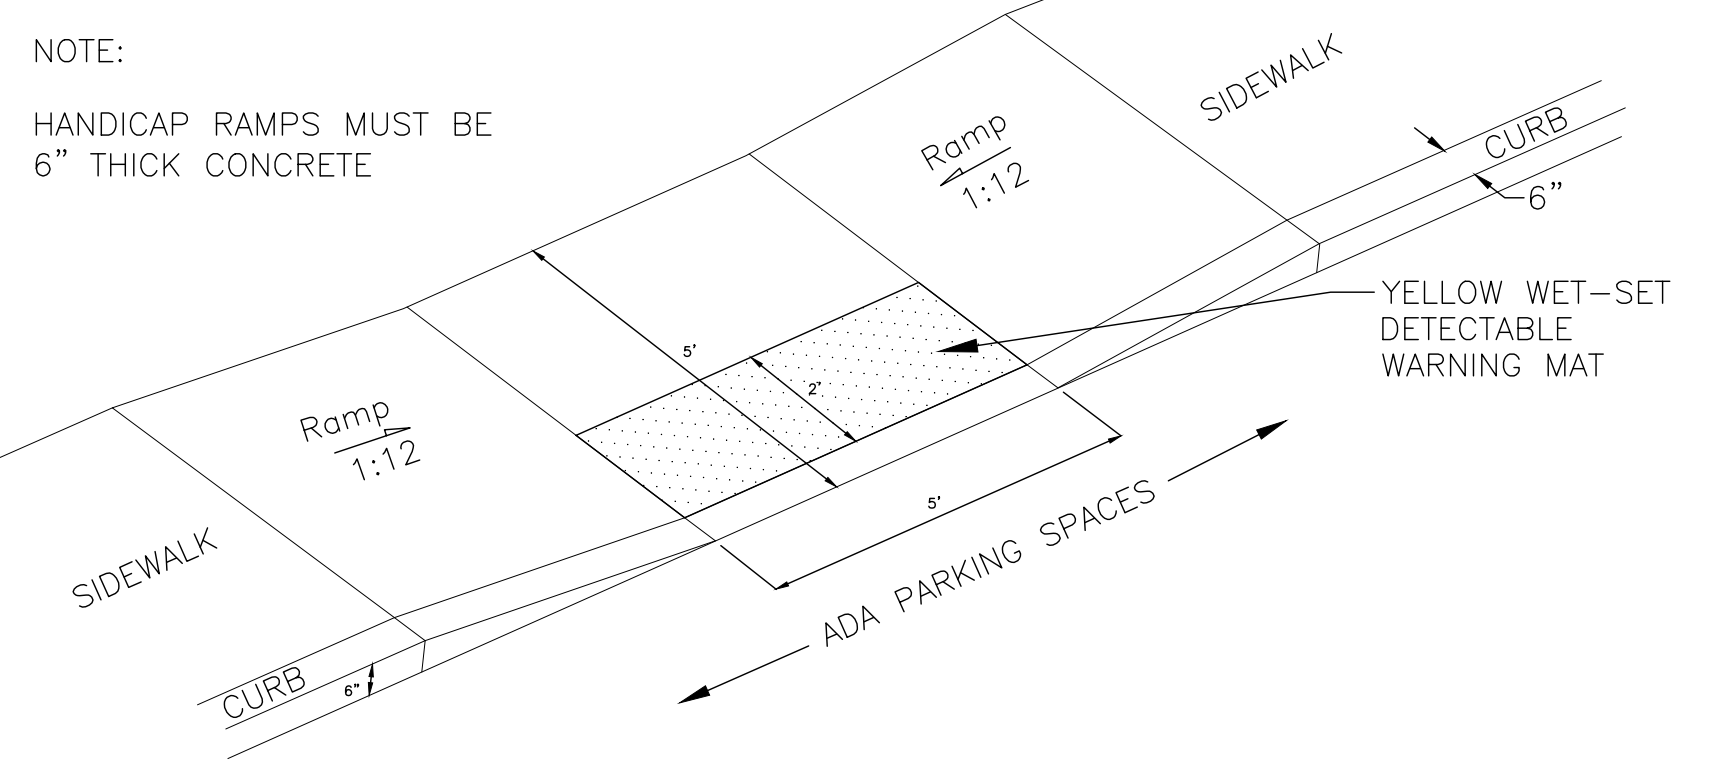 NOTE:
HANDICAP RAMPS MUST BE
6” THICK CONCRETE
SIDEWALK
CURB
6”
Ramp
1:12
YELLOW WET-SET
DETECTABLE
WARNING MAT
5’
2’
Ramp
1:12
5’
ADA PARKING SPACES
SIDEWALK
CURB
6”